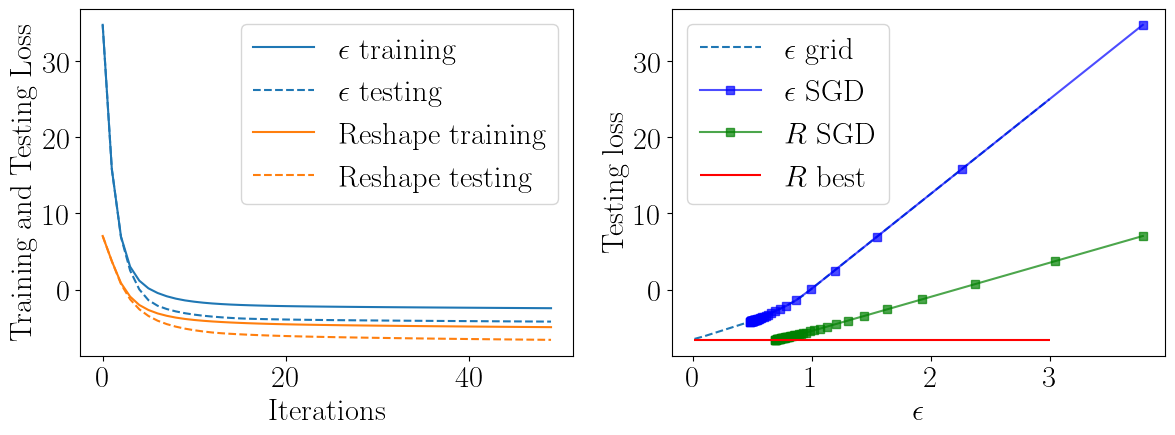 Training and Testing Loss
30
20
10
0
ϵ training
ϵ testing
Reshape training
Reshape testing
0
20
40
Iterations
Testing loss
30
20
10
0
ϵ grid
ϵ SGD
R SGD
R best
0
1
2
3
ϵ